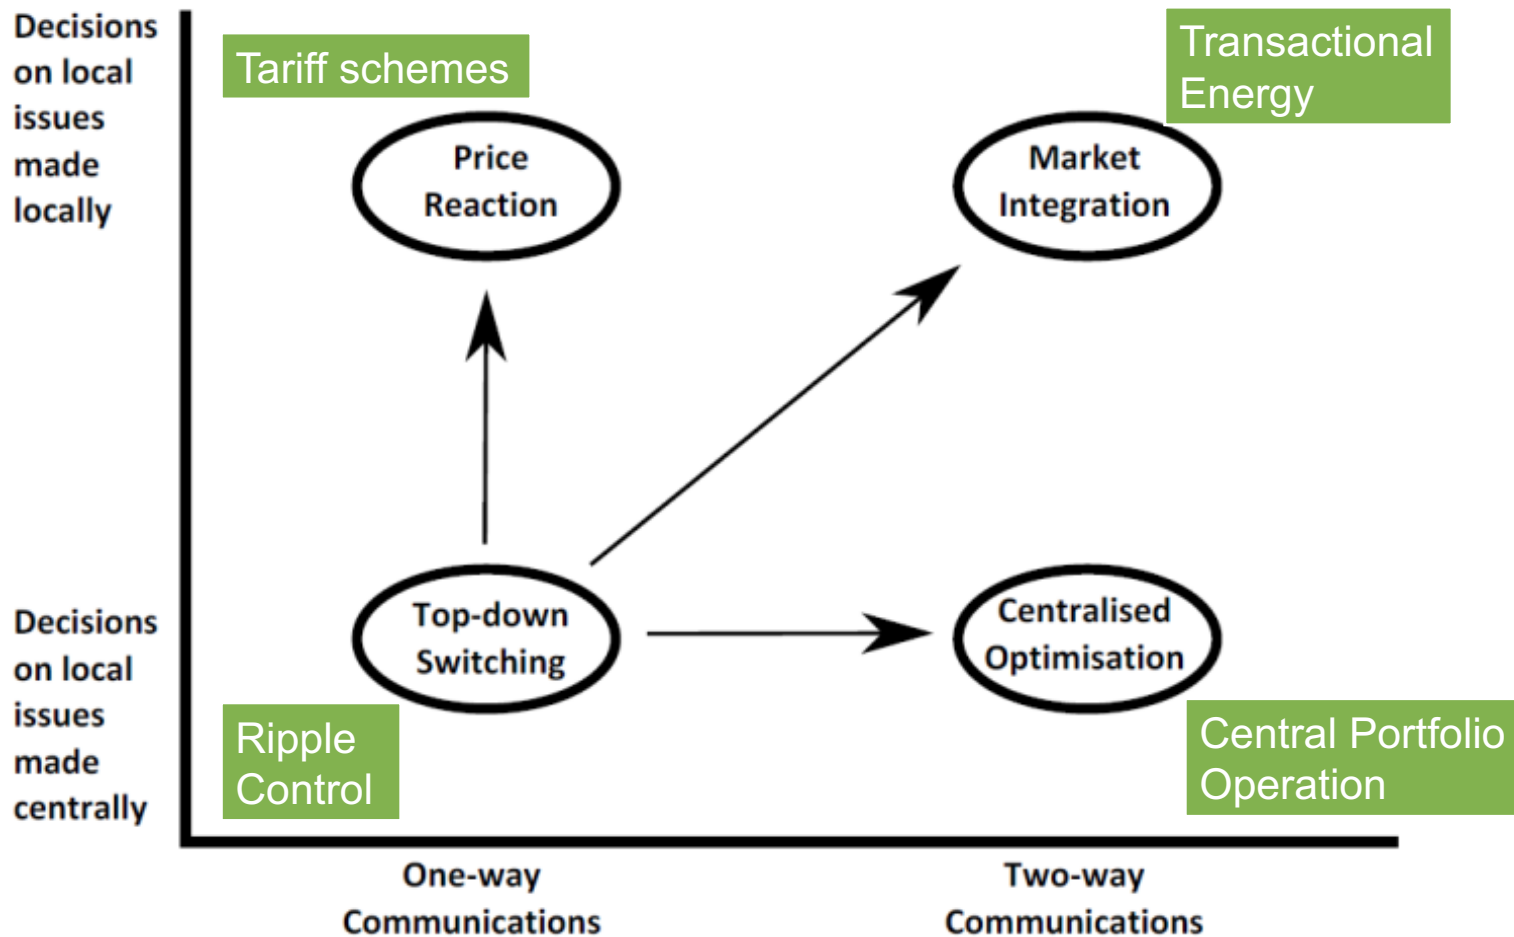 Decisions
on local
issues
made
locally
Tariff schemes
Transactional
Energy
Price
Reaction
Market
Integration
Decisions
on local
issues
made
centrally
Top-down
Switching
Centralised
Optimisation
Ripple
Control
Central Portfolio
Operation
One-way
Communications
Two-way
Communications